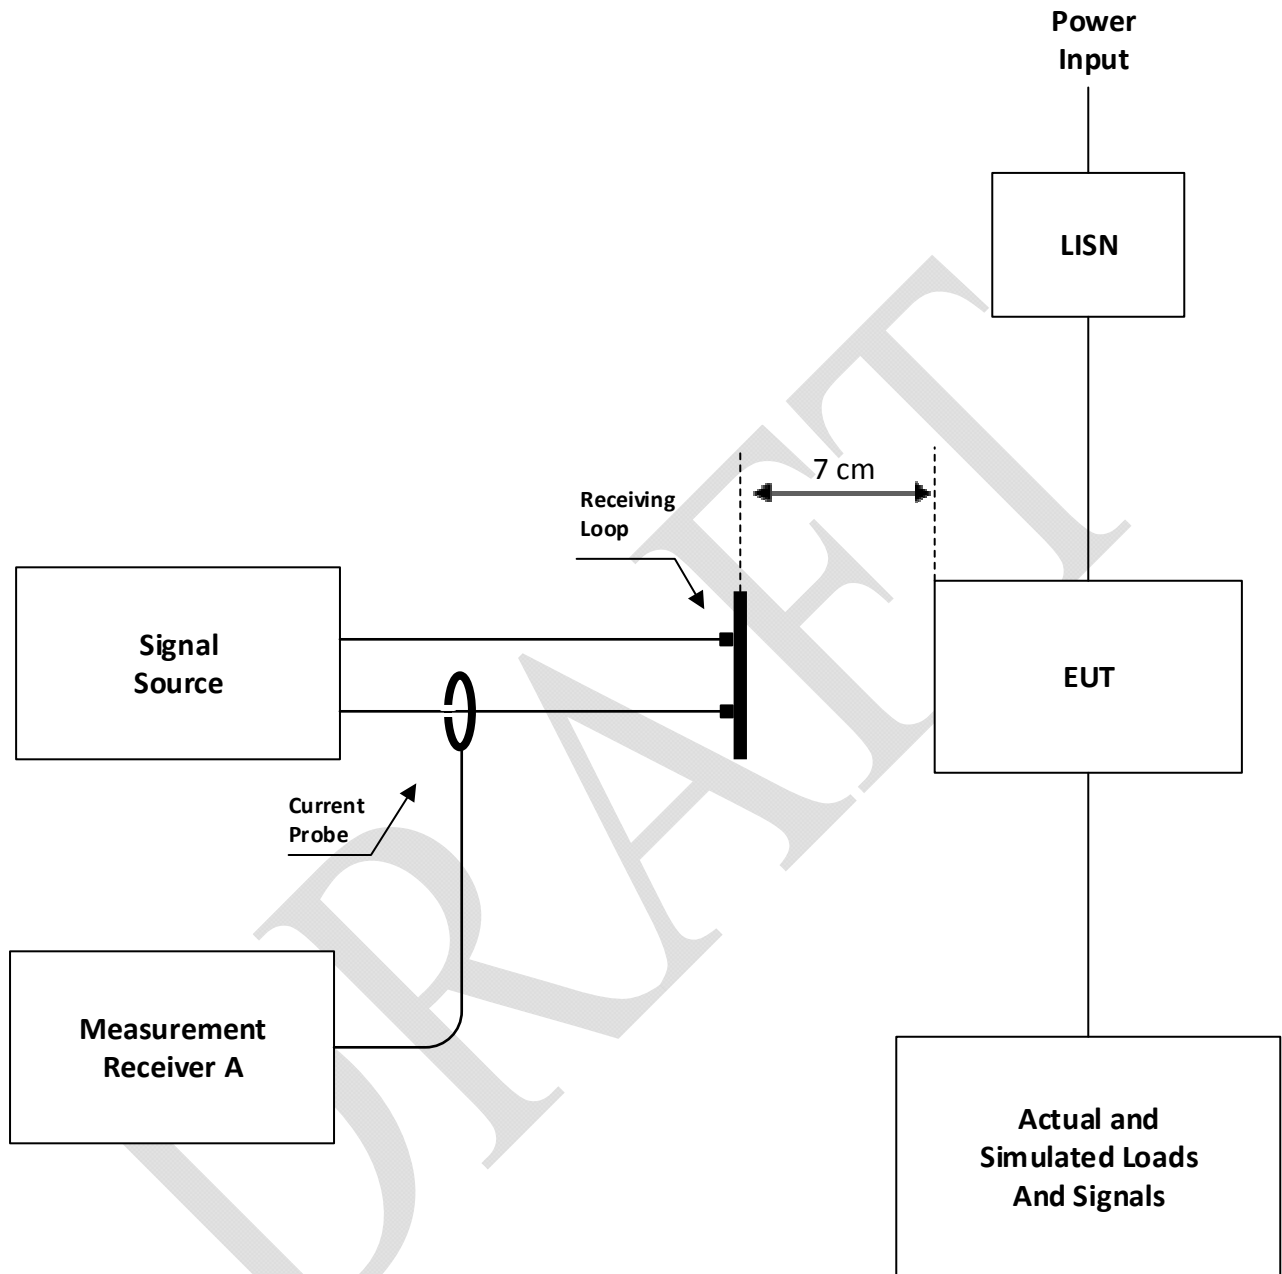 Power
Input
LISN
7 cm
Receiving
Loop
Signal
Source
EUT
Current
Probe
Measurement
Receiver A
Actual and
Simulated Loads
And Signals
DRAFT